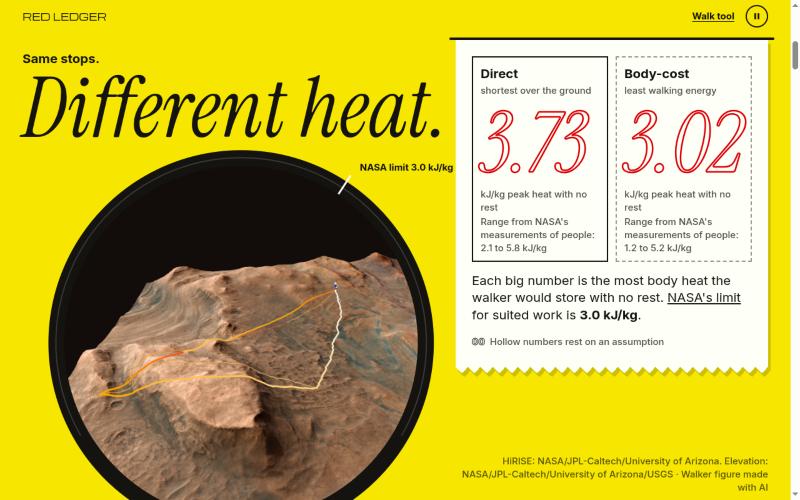 RED LEDGER
Walk tool
Same stops.
Different heat.
NASA limit 3.0 kJ/kg
Direct
shortest over the ground
3.73
kJ/kg peak heat with no
rest
Range from NASA's
measurements of people:
2.1 to 5.8 kJ/kg
Body-cost
least walking energy
3.02
kJ/kg peak heat with no
rest
Range from NASA's
measurements of people:
1.2 to 5.2 kJ/kg
Each big number is the most body heat the
walker would store with no rest. NASA's limit
for suited work is 3.0 kJ/kg.
00 Hollow numbers rest on an assumption
HiRISE: NASA/JPL-Caltech/University of Arizona. Elevation:
NASA/JPL-Caltech/University of Arizona/USGS · Walker figure made
with AI